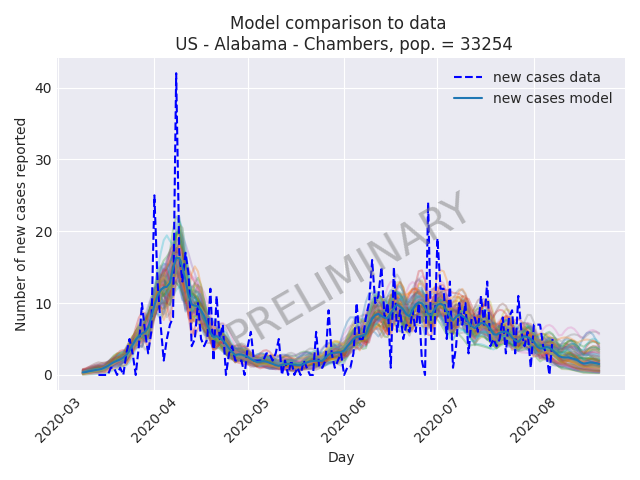 Model comparison to data
US - Alabama - Chambers, pop. = 33254
new cases data
new cases model
PRELIMINARY
Number of new cases reported
40
30
20
10
0
2020-03
2020-04
2020-05
2020-06
2020-07
2020-08
Day